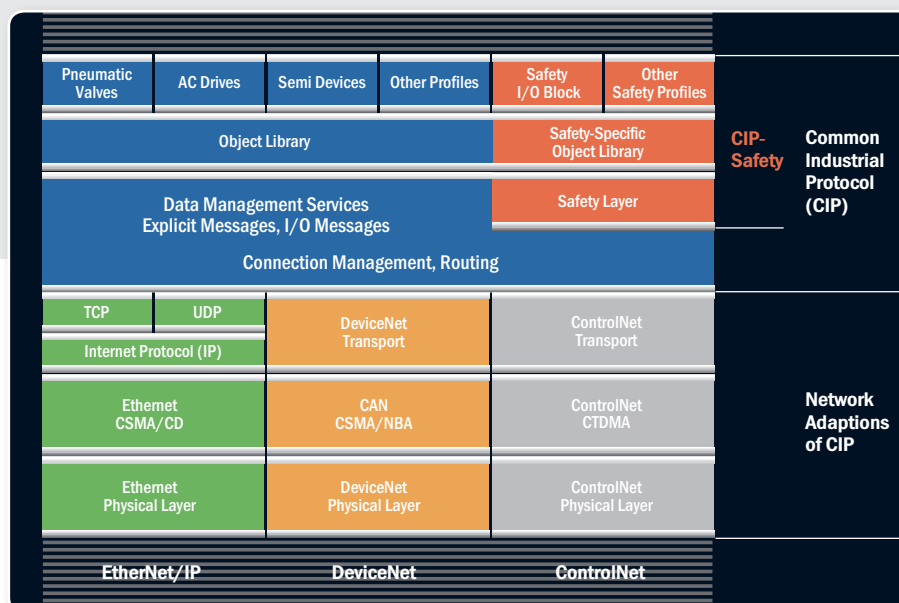 Pneumatic
Valves
AC Drives
Semi Devices
Other Profiles
Safety
I/O Block
Other
Safety Profiles
Object Library
Safety-Specific
Object Library
CIP-
Safety
Common
Industrial
Protocol
(CIP)
Data Management Services
Explicit Messages, I/O Messages
Safety Layer
Connection Management, Routing
TCP
UDP
Internet Protocol (IP)
DeviceNet
Transport
ControlNet
Transport
Ethernet
CSMA/CD
CAN
CSMA/NBA
ControlNet
CTDMA
Network
Adaptions
of CIP
Ethernet
Physical Layer
DeviceNet
Physical Layer
ControlNet
Physical Layer
EtherNet/IP
DeviceNet
ControlNet